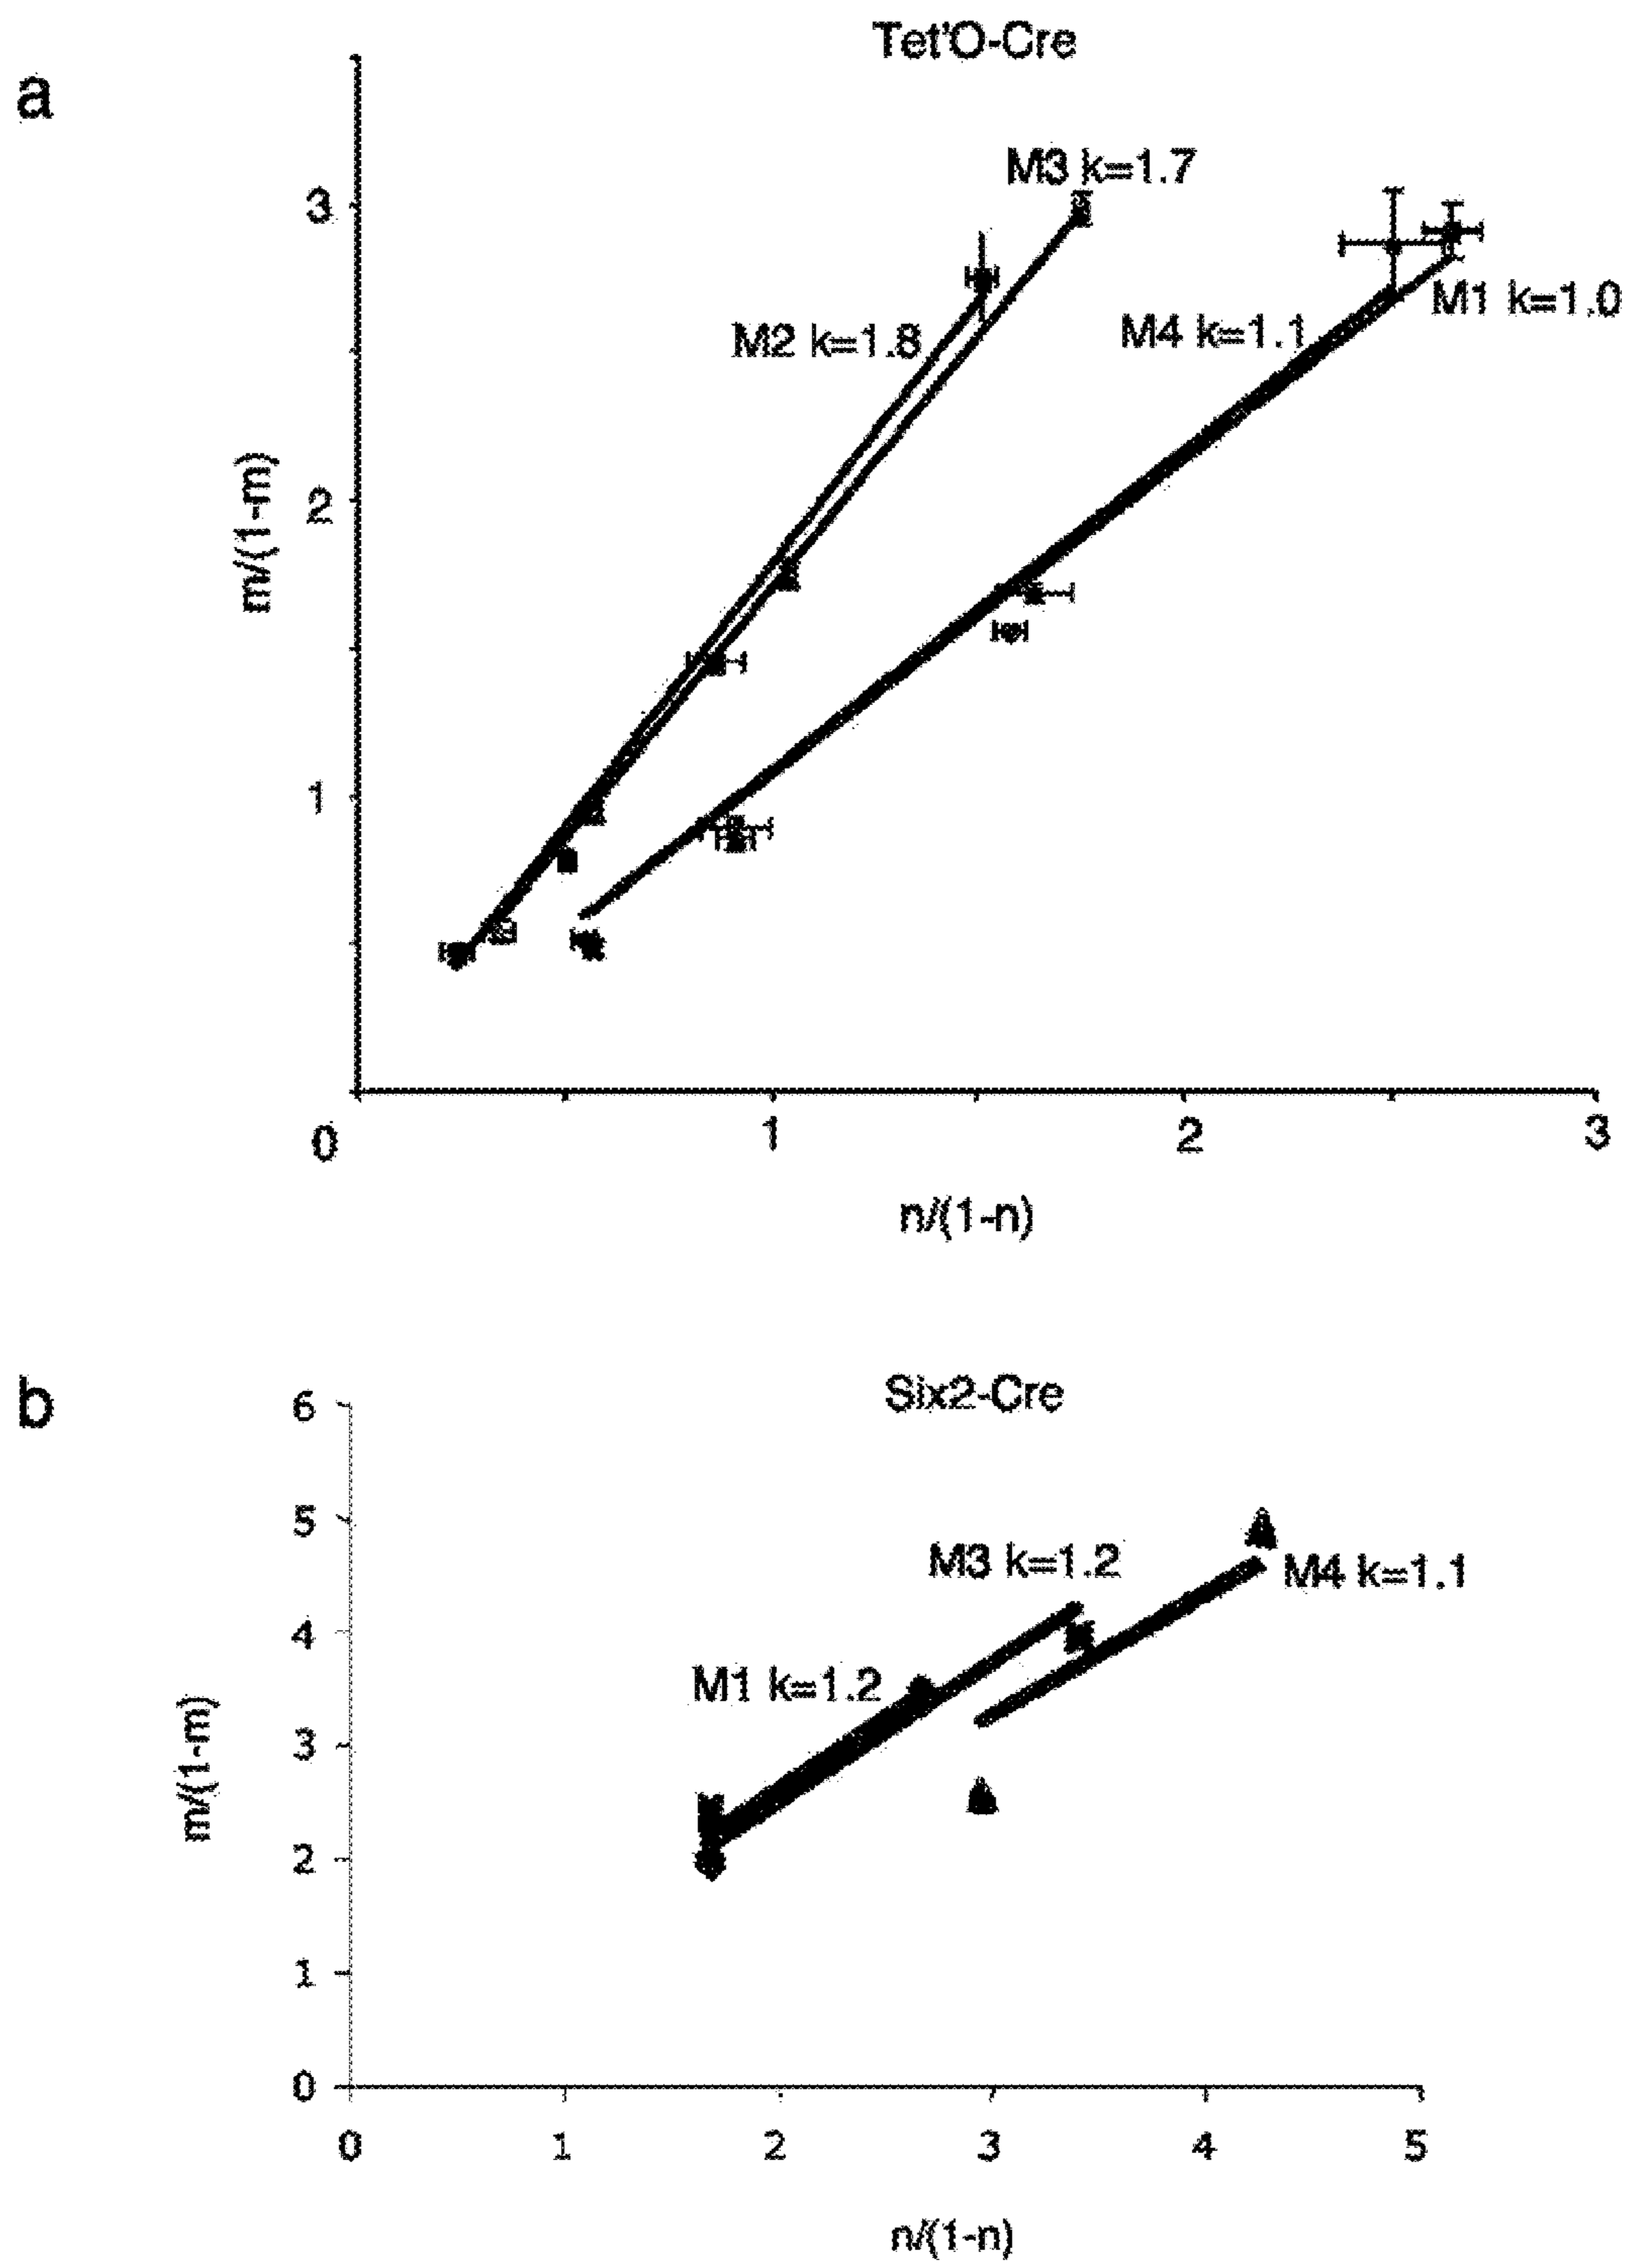 a
Tet'O-Cre
M3 k=1.7
3
M1 k=1.0
M4 k=1.1
M2 k=1.8
m/(1-m)
2
1
0
1
2
3
n/(1-n)
b
Six2-Cre
6
5
M3 k=1.2
M4 k=1.1
4
M1 k=1.2
m/(1-m)
3
2
1
0
0
1
2
3
4
5
n/(1-n)